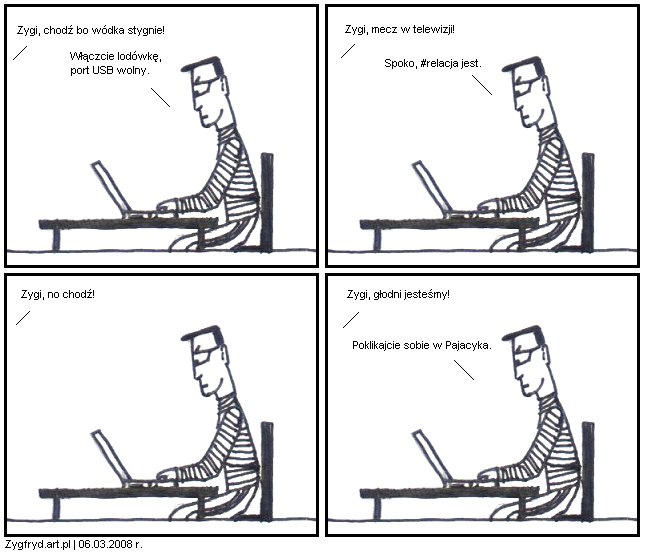 Zygi, chodź bo wódka stygnie!
Włączcie lodówkę,
port USB wolny.
Zygi, mecz w telewizji!
Spoko, #relacja jest.
Zygi, no chodź!
Zygi, głodni jesteśmy!
Poklikajcie sobie w Pajacyka.
Zygfryd.art.pl | 06.03.2008 r.